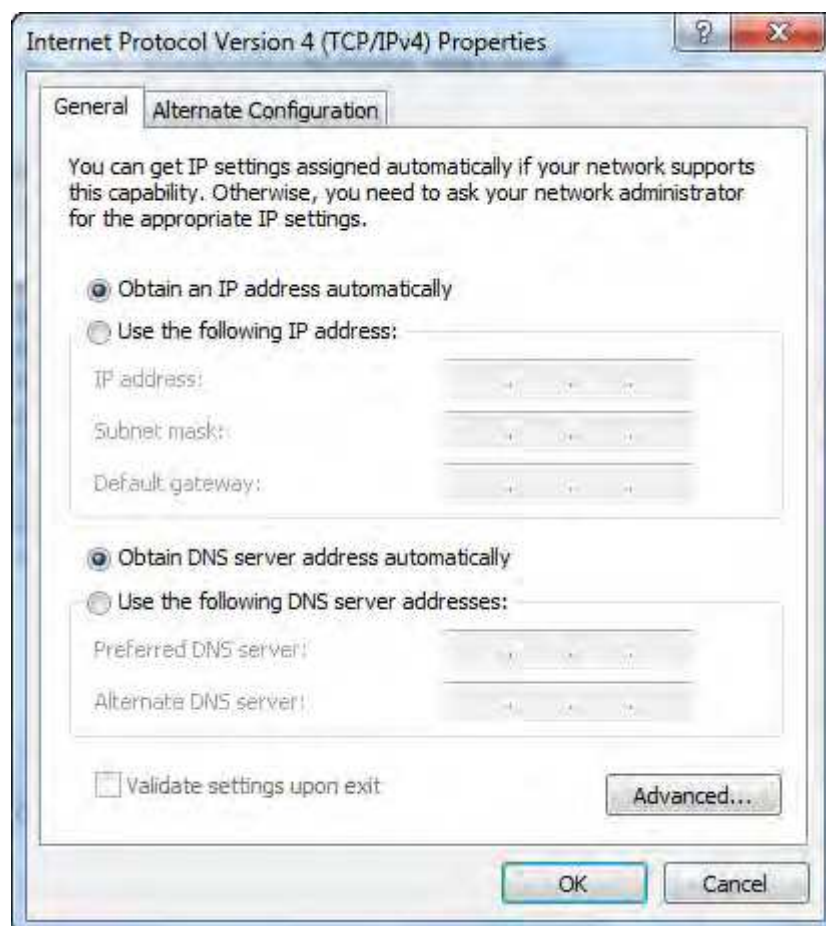 Internet Protocol Version 4 (TCP/IPv4) Properties
General
Alternate Configuration
You can get IP settings assigned automatically if your network supports
this capability. Otherwise, you need to ask your network administrator
for the appropriate IP settings.
Obtain an IP address automatically
Use the following IP address:
IP address:
Subnet mask:
Default gateway:
Obtain DNS server address automatically
Use the following DNS server addresses:
Preferred DNS server:
Alternate DNS server:
Validate settings upon exit
Advanced...
OK
Cancel